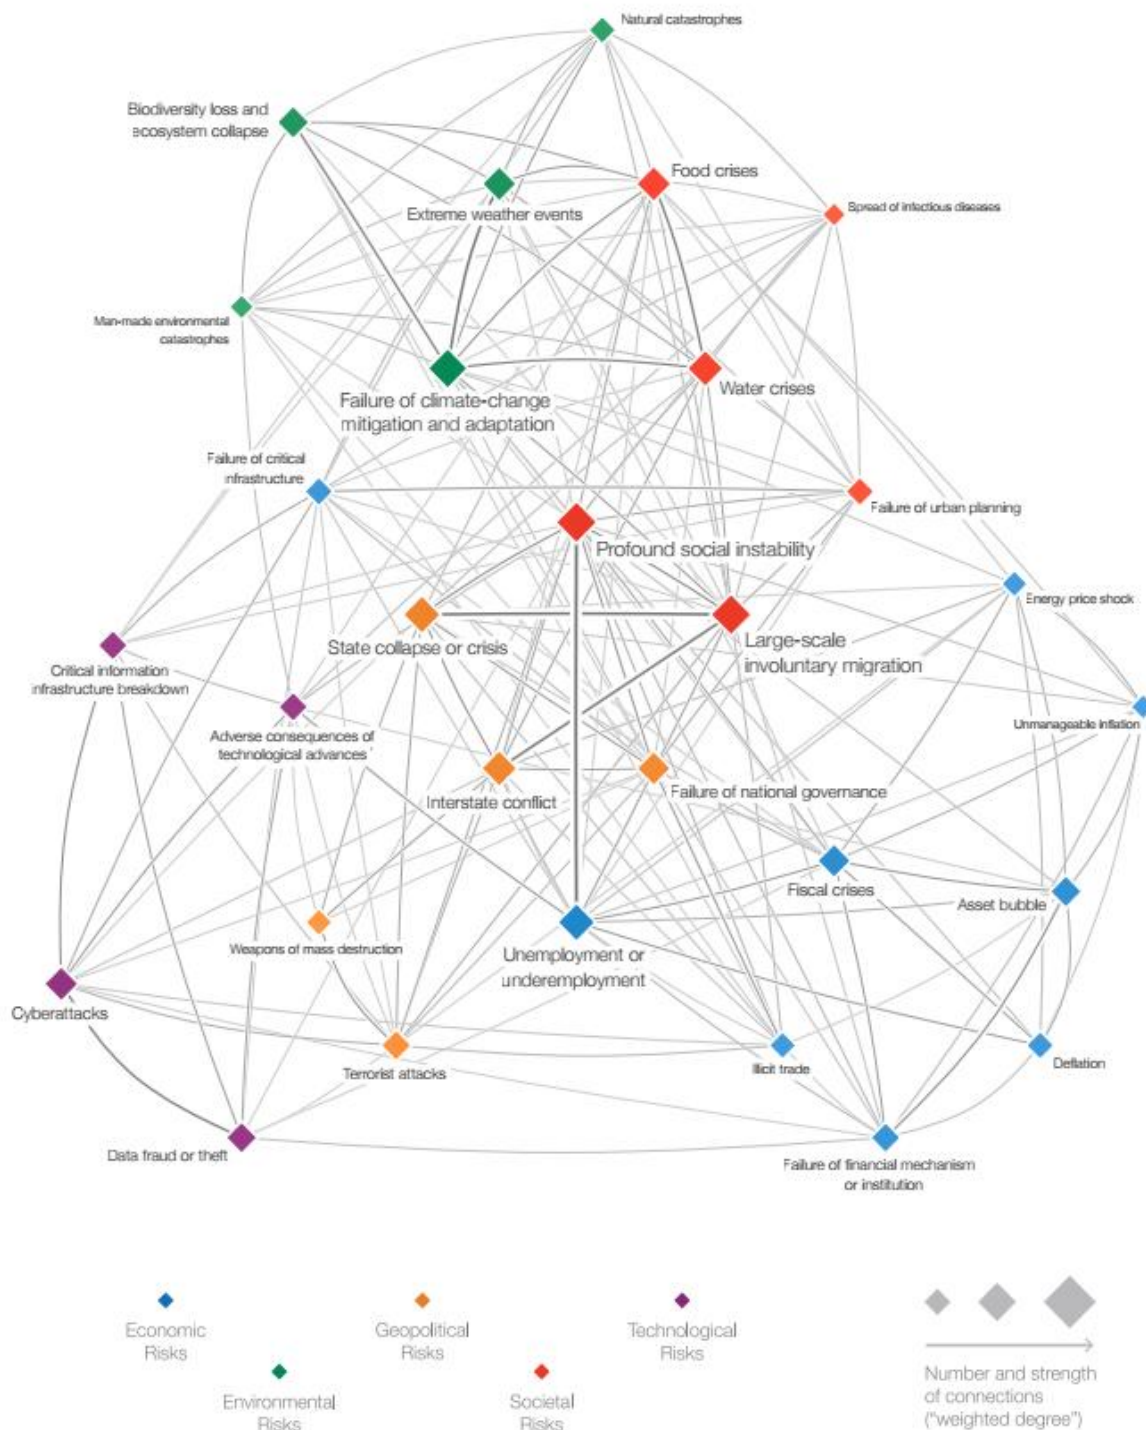 Natural catastrophes
Biodiversity loss and
ecosystem collapse
Food crises
Extreme weather events
Spread of infectious diseases
Man-made environmental
catastrophes
Water crises
Failure of climate-change
mitigation and adaptation
Failure of critical
infrastructure
Failure of urban planning
Profound social instability
Energy price shock
State collapse or crisis
Large-scale
involuntary migration
Critical information
infrastructure breakdown
Unmanageable inflation
Adverse consequences of
technological advances
Interstate conflict
Failure of national governance
Fiscal crises
Asset bubble
Weapons of mass destruction
Unemployment or
underemployment
Cyberattacks
Terrorist attacks
Illicit trade
Deflation
Data fraud or theft
Failure of financial mechanism
or institution
Economic
Risks
Geopolitical
Risks
Technological
Risks
Environmental
Risks
Societal
Risks
Number and strength
of connections
("weighted degree")